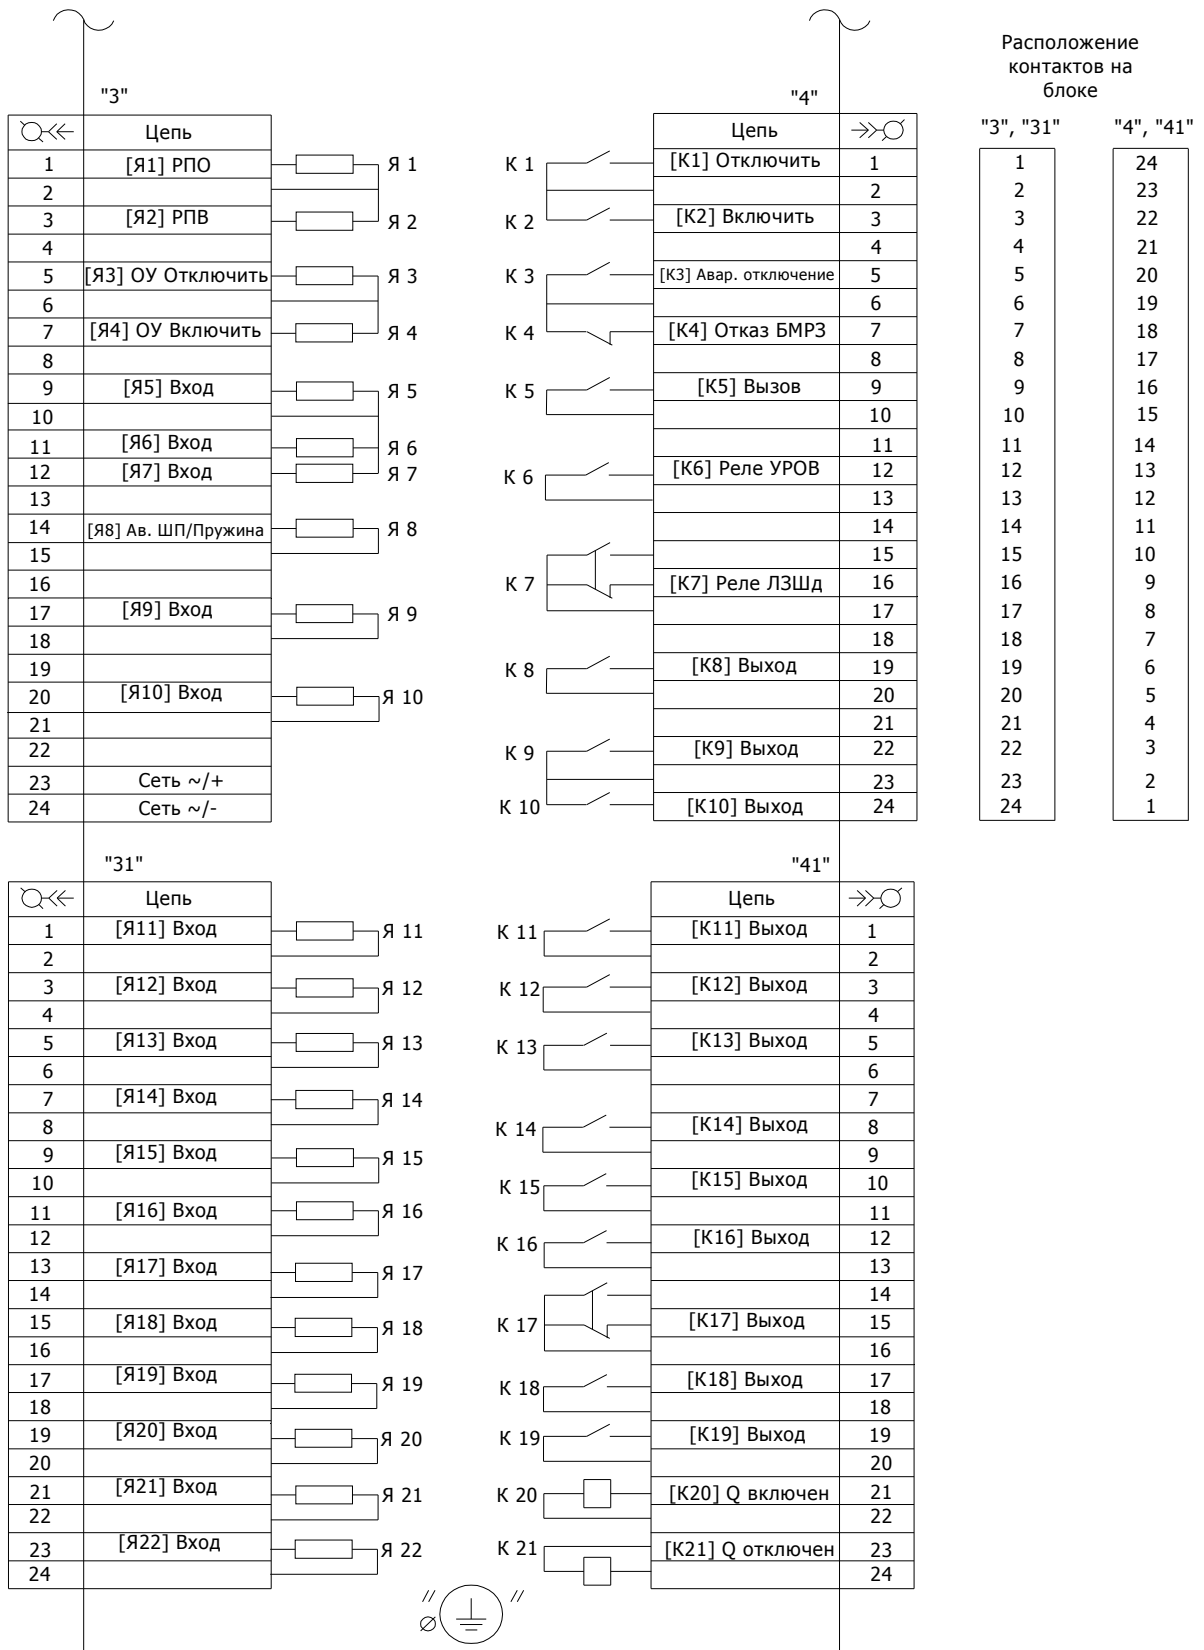 Расположение
контактов на
блоке
"3"
Цепь
1 [Я1] РПО Я 1
2
3 [Я2] РПВ Я 2
4
5 [Я3] ОУ Отключить Я 3
6
7 [Я4] ОУ Включить Я 4
8
9 [Я5] Вход Я 5
10
11 [Я6] Вход Я 6
12 [Я7] Вход Я 7
13
14 [Я8] Ав. ШП/Пружина Я 8
15
16
17 [Я9] Вход Я 9
18
19
20 [Я10] Вход Я 10
21
22
23 Сеть ~/+
24 Сеть ~/-
"4"
Цепь
К 1 [К1] Отключить 1
2
К 2 [К2] Включить 3
4
К 3 [К3] Авар. отключение 5
6
К 4 [К4] Отказ БМРЗ 7
8
К 5 [К5] Вызов 9
10
11
К 6 [К6] Реле УРОВ 12
13
14
15
К 7 [К7] Реле ЛЗШд 16
17
18
К 8 [К8] Выход 19
20
21
К 9 [К9] Выход 22
23
К 10 [К10] Выход 24
"3", "31" "4", "41"
1 24
2 23
3 22
4 21
5 20
6 19
7 18
8 17
9 16
10 15
11 14
12 13
13 12
14 11
15 10
16 9
17 8
18 7
19 6
20 5
21 4
22 3
23 2
24 1
"31"
Цепь
1 [Я11] Вход Я 11
2
3 [Я12] Вход Я 12
4
5 [Я13] Вход Я 13
6
7 [Я14] Вход Я 14
8
9 [Я15] Вход Я 15
10
11 [Я16] Вход Я 16
12
13 [Я17] Вход Я 17
14
15 [Я18] Вход Я 18
16
17 [Я19] Вход Я 19
18
19 [Я20] Вход Я 20
20
21 [Я21] Вход Я 21
22
23 [Я22] Вход Я 22
24
"41"
Цепь
К 11 [К11] Выход 1
2
К 12 [К12] Выход 3
4
К 13 [К13] Выход 5
6
7
К 14 [К14] Выход 8
9
К 15 [К15] Выход 10
11
К 16 [К16] Выход 12
13
14
К 17 [К17] Выход 15
16
К 18 [К18] Выход 17
18
К 19 [К19] Выход 19
20
К 20 [К20] Q включен 21
22
К 21 [К21] Q отключен 23
24